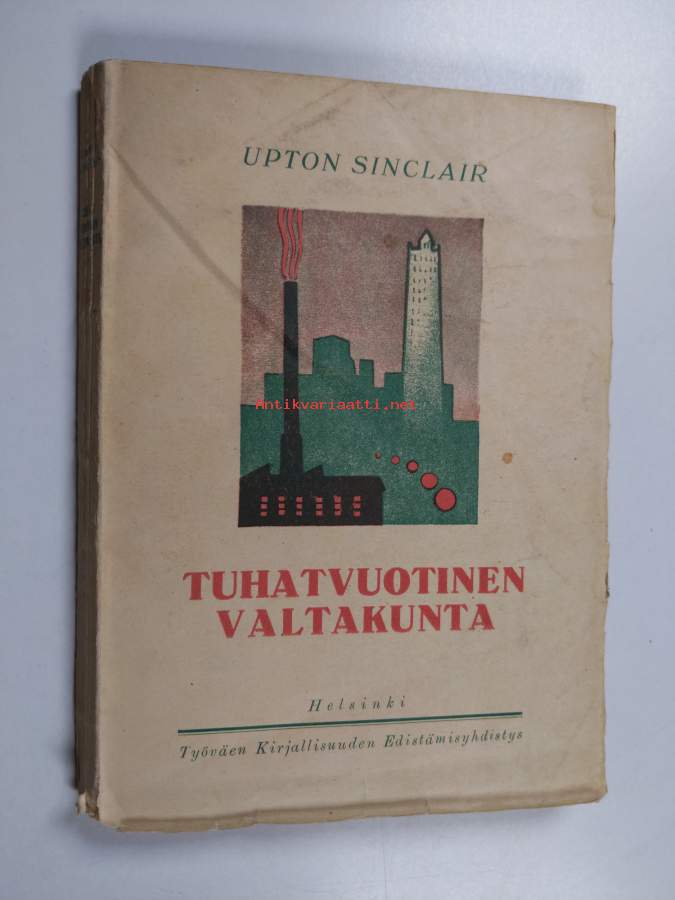 UPTON SINCLAIR
Antikvariaatti.net
TUHATVUOTINEN
VALTAKUNTA
Helsinki
Työväen Kirjallisuuden Edistämisyhdistys